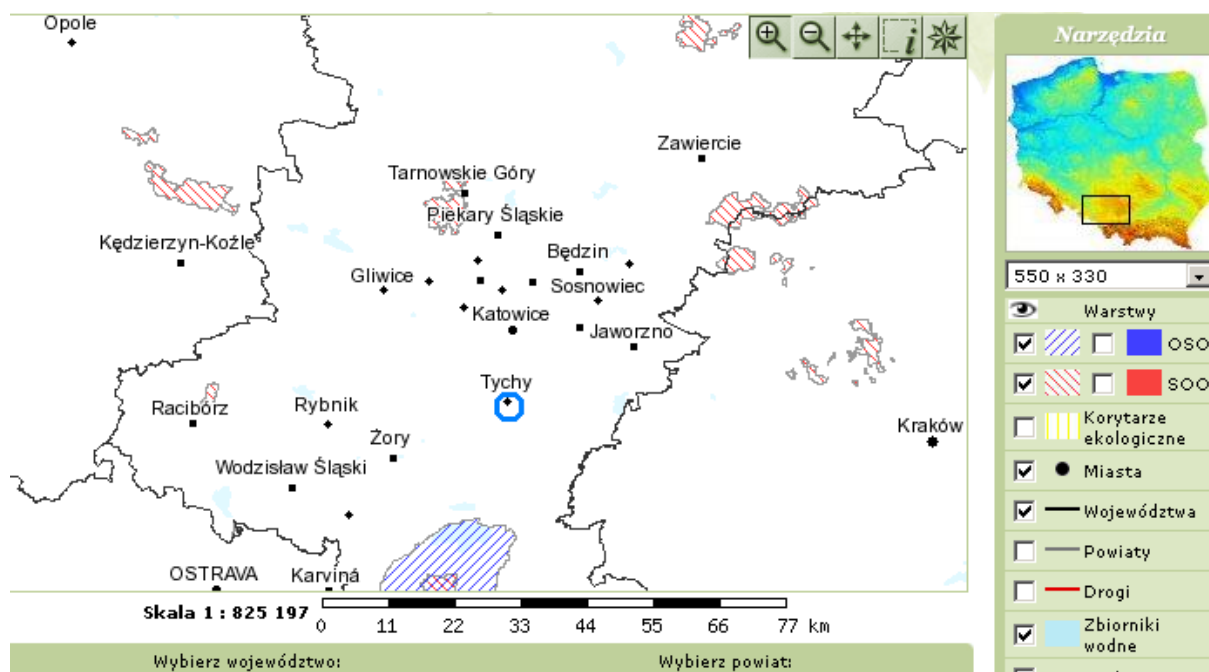 Opole
Narzędzia
Zawiercie
Tarnowskie Góry
Piekary Śląskie
Kędzierzyn-Koźle
Będzin
Gliwice
Sosnowiec
550 x 330
Katowice
Warstwy
Jaworzno
OSO
Tychy
SOO
Racibórz
Rybnik
Kraków
Korytarze
ekologiczne
Żory
Wodzisław Śląski
Miasta
Województwa
Powiaty
OSTRAVA
Karviná
Drogi
Skala 1 : 825 197
0 11 22 33 44 55 66 77 km
Zbiorniki
wodne
Wybierz województwo:
Wybierz powiat: